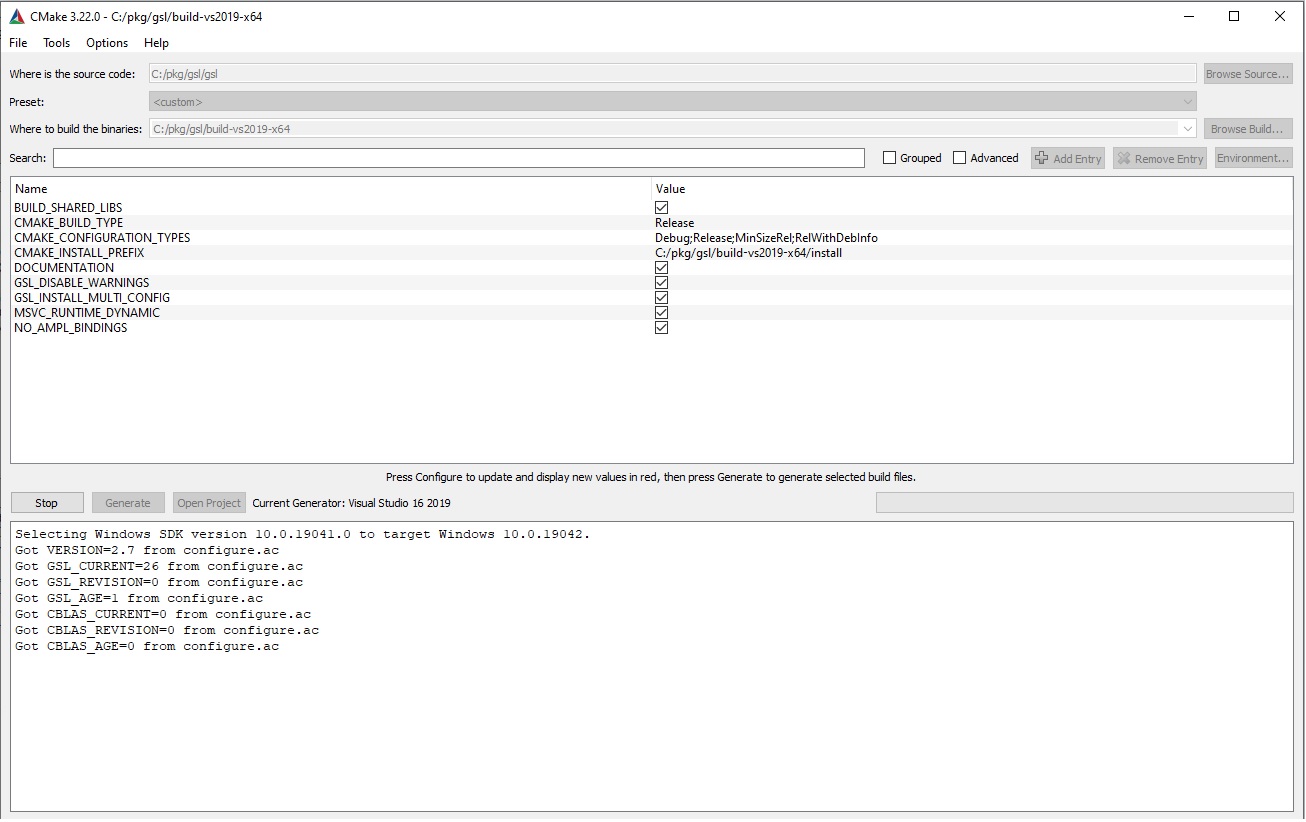 CMake 3.22.0 - C:/pkg/gsl/build-vs2019-x64
File Tools Options Help
Where is the source code: C:/pkg/gsl/gsl Browse Source...
Preset: <custom>
Where to build the binaries: C:/pkg/gsl/build-vs2019-x64 Browse Build...
Search: Grouped Advanced Add Entry Remove Entry Environment...
Name Value
BUILD_SHARED_LIBS
CMAKE_BUILD_TYPE Release
CMAKE_CONFIGURATION_TYPES Debug;Release;MinSizeRel;RelWithDebInfo
CMAKE_INSTALL_PREFIX C:/pkg/gsl/build-vs2019-x64/install
DOCUMENTATION
GSL_DISABLE_WARNINGS
GSL_INSTALL_MULTI_CONFIG
MSVC_RUNTIME_DYNAMIC
NO_AMPL_BINDINGS
Press Configure to update and display new values in red, then press Generate to generate selected build files.
Stop Generate Open Project Current Generator: Visual Studio 16 2019
Selecting Windows SDK version 10.0.19041.0 to target Windows 10.0.19042.
Got VERSION=2.7 from configure.ac
Got GSL_CURRENT=26 from configure.ac
Got GSL_REVISION=0 from configure.ac
Got GSL_AGE=1 from configure.ac
Got CBLAS_CURRENT=0 from configure.ac
Got CBLAS_REVISION=0 from configure.ac
Got CBLAS_AGE=0 from configure.ac